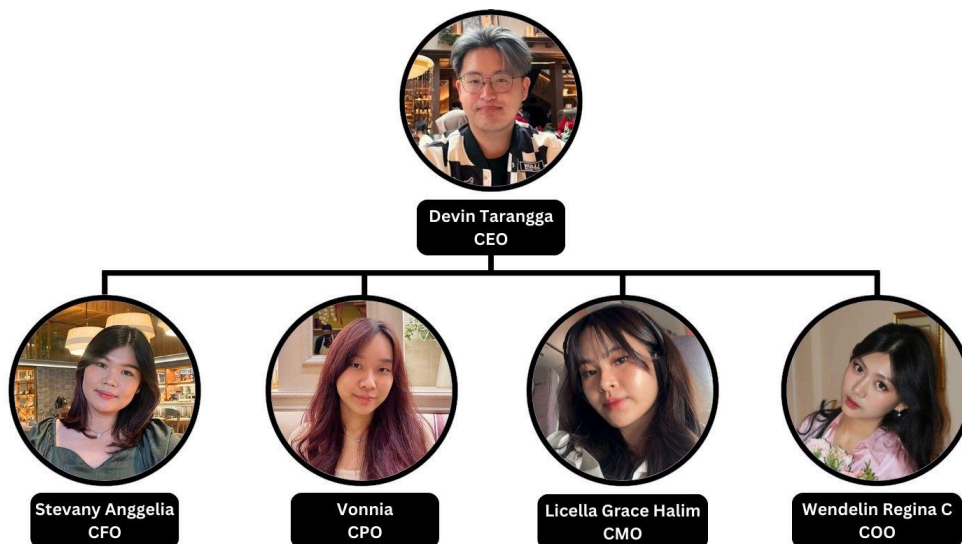 Devin Tarangga
CEO
Stevany Anggelia
CFO
Vonnia
CPO
Licella Grace Halim
CMO
Wendelin Regina C
COO